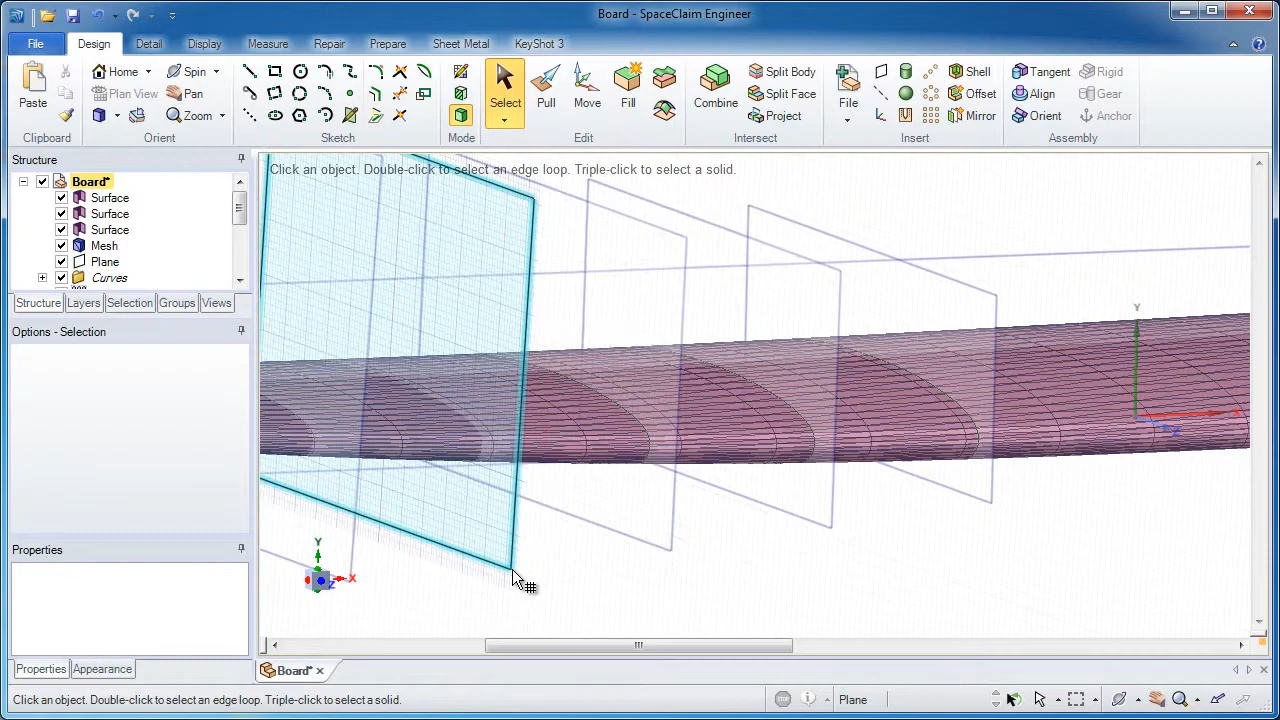 Board - SpaceClaim Engineer
File Design Detail Display Measure Repair Prepare Sheet Metal KeyShot 3
Paste
Home Spin
Plan View Pan
Zoom
Select Pull Move Fill
Combine
Split Body
Split Face
Project
File
Shell
Offset
Mirror
Tangent Rigid
Align Gear
Orient Anchor
Clipboard Orient Sketch Mode Edit Intersect Insert Assembly
Structure
Board*
Surface
Surface
Surface
Mesh
Plane
Curves
Structure Layers Selection Groups Views
Options - Selection
Properties
Properties Appearance
Click an object. Double-click to select an edge loop. Triple-click to select a solid.
Y
X
Z
Y
X
Z
Board*
Click an object. Double-click to select an edge loop. Triple-click to select a solid.
Plane